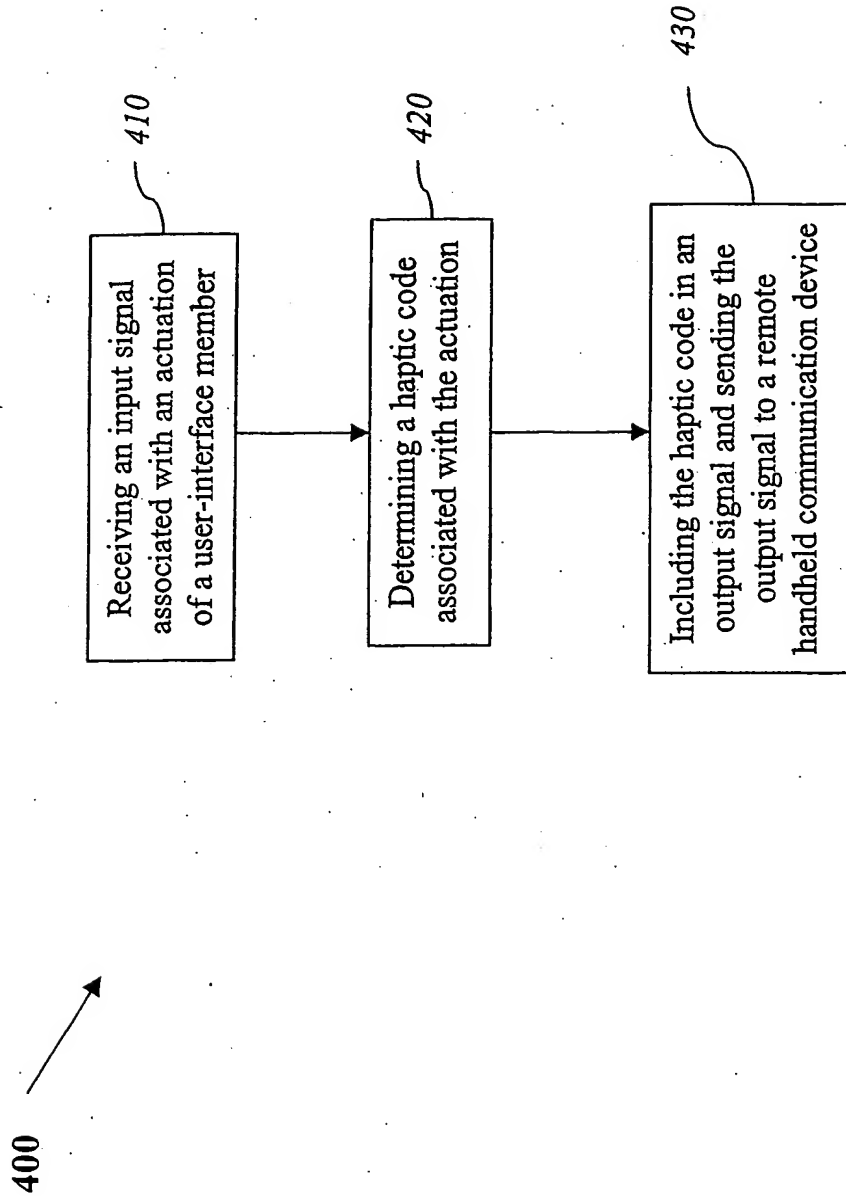 400
Receiving an input signal
associated with an actuation
of a user-interface member
410
Determining a haptic code
associated with the actuation
420
Including the haptic code in an
output signal and sending the
output signal to a remote
handheld communication device
430